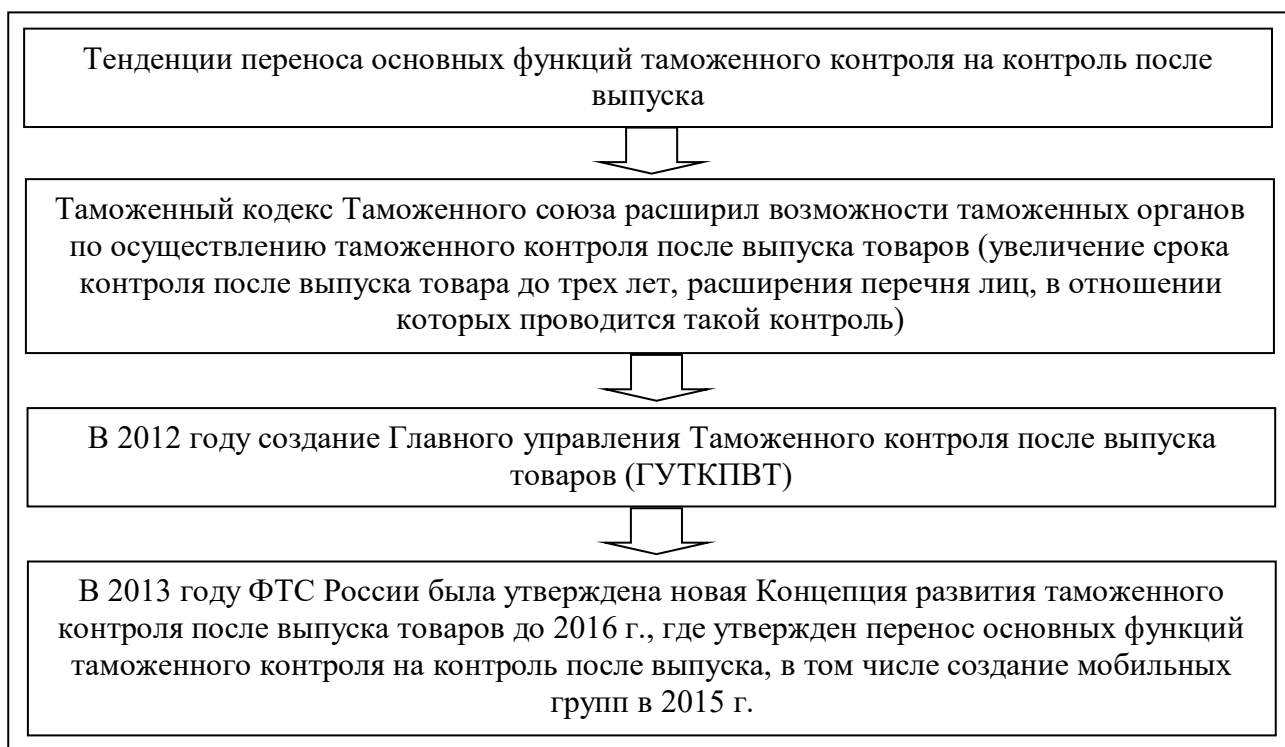 Тенденции переноса основных функций таможенного контроля на контроль после
выпуска
Таможенный кодекс Таможенного союза расширил возможности таможенных органов
по осуществлению таможенного контроля после выпуска товаров (увеличение срока
контроля после выпуска товара до трех лет, расширения перечня лиц, в отношении
которых проводится такой контроль)
В 2012 году создание Главного управления Таможенного контроля после выпуска
товаров (ГУТКПВТ)
В 2013 году ФТС России была утверждена новая Концепция развития таможенного
контроля после выпуска товаров до 2016 г., где утвержден перенос основных функций
таможенного контроля на контроль после выпуска, в том числе создание мобильных
групп в 2015 г.